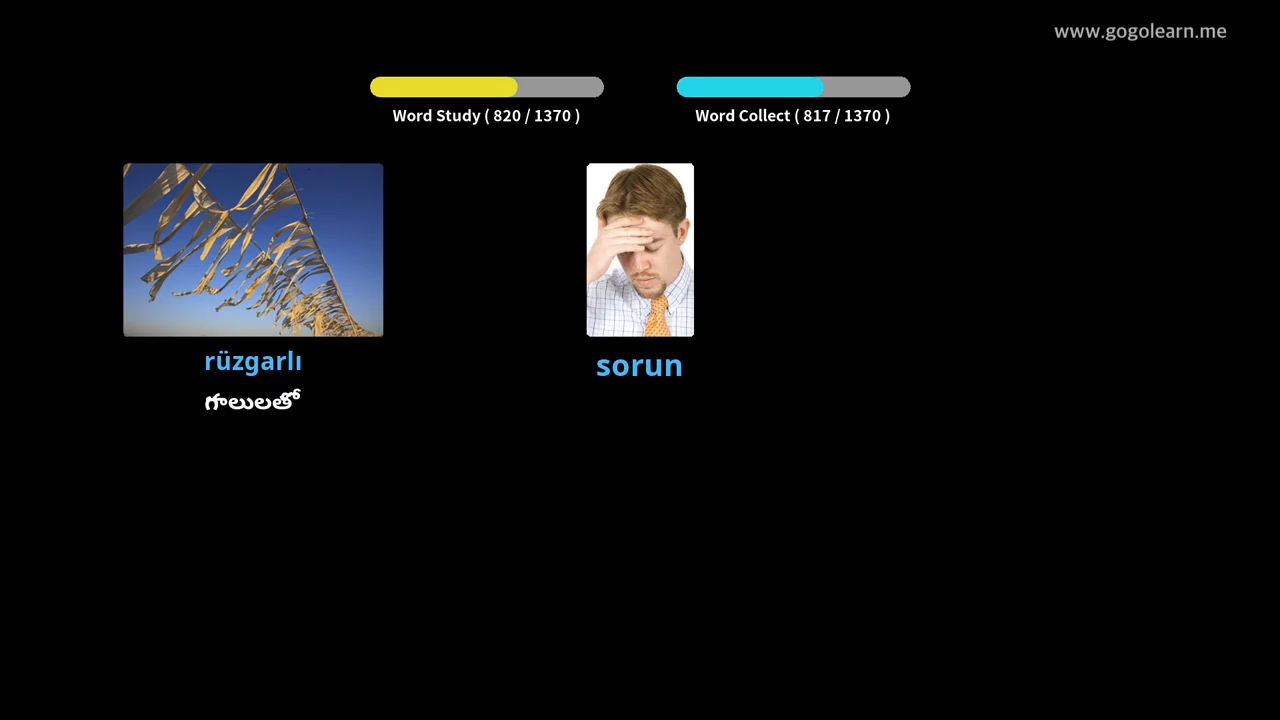 www.gogolearn.me
Word Study ( 820 / 1370 )
Word Collect ( 817 / 1370 )
rüzgarlı
గాలులతో
sorun